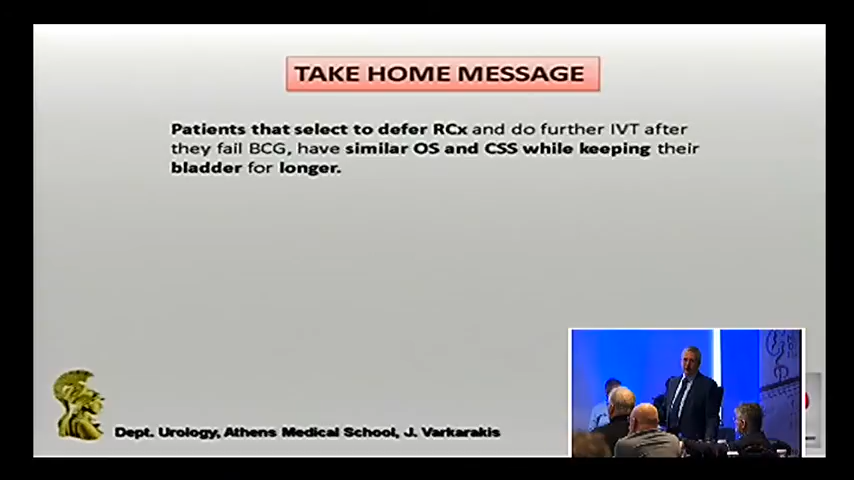 TAKE HOME MESSAGE
Patients that select to defer RCx and do further IVT after
they fail BCG, have similar OS and CSS while keeping their
bladder for longer.
Dept. Urology, Athens Medical School, J. Varkarakis